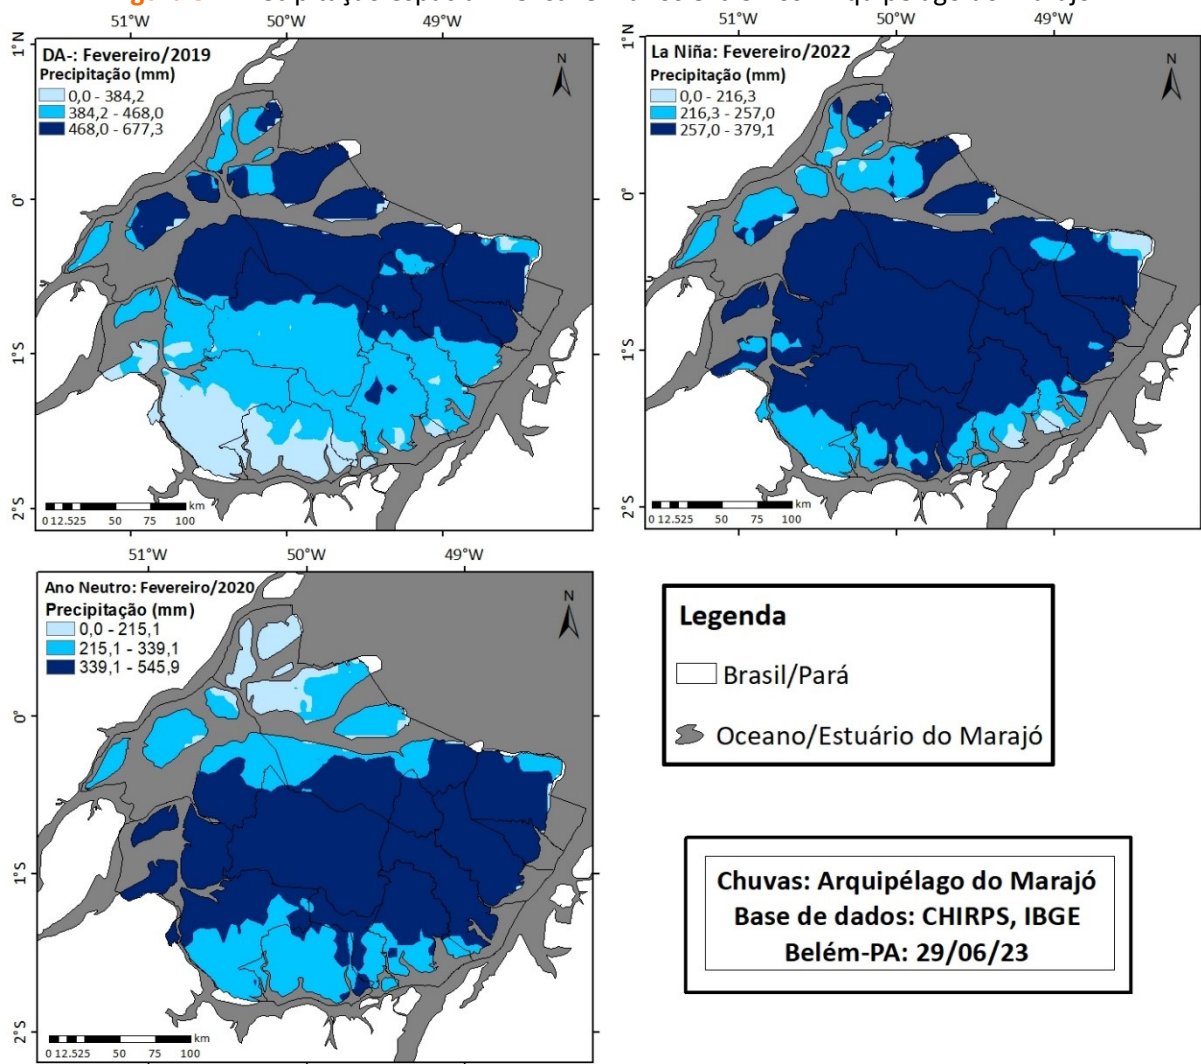 51°W 50°W 49°W
1°N
DA-: Fevereiro/2019
Precipitação (mm)
0,0 - 384,2
384,2 - 468,0
468,0 - 677,3
N
0°
1°S
2°S
km
0 12.525 50 75 100
51°W 50°W 49°W
1°N
La Niña: Fevereiro/2022
Precipitação (mm)
0,0 - 216,3
216,3 - 257,0
257,0 - 379,1
N
0°
1°S
2°S
km
0 12.525 50 75 100
51°W 50°W 49°W
Ano Neutro: Fevereiro/2020
Precipitação (mm)
0,0 - 215,1
215,1 - 339,1
339,1 - 545,9
N
0°
1°S
2°S
km
0 12.525 50 75 100
Legenda
Brasil/Pará
Oceano/Estuário do Marajó
Chuvas: Arquipélago do Marajó
Base de dados: CHIRPS, IBGE
Belém-PA: 29/06/23